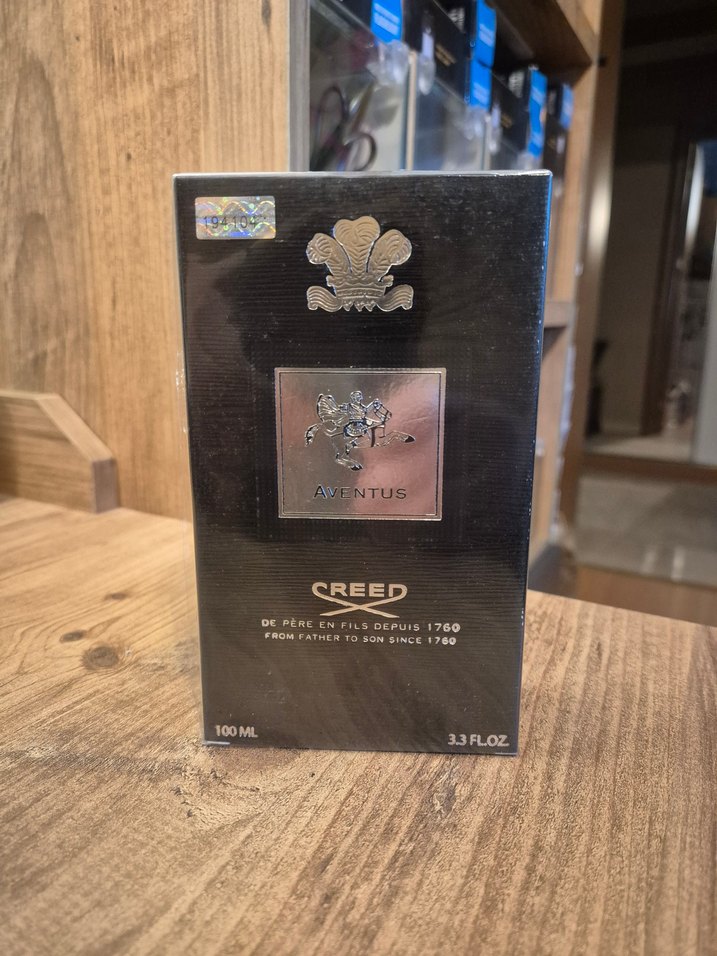 AVENTUS
CREED
DE PÈRE EN FILS DEPUIS 1760
FROM FATHER TO SON SINCE 1760
100 ML
3.3 FL.OZ